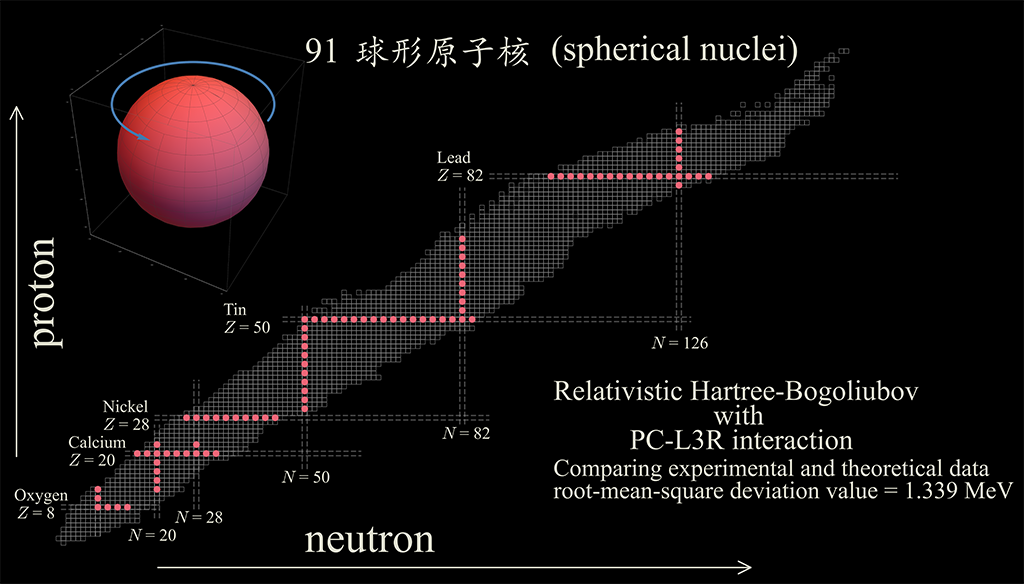 91 球形原子核 (spherical nuclei)
proton
Lead
Z = 82
Tin
Z = 50
N = 126
Nickel
Z = 28
Calcium
Z = 20
N = 82
N = 50
Oxygen
Z = 8
N = 28
N = 20
neutron
Relativistic Hartree-Bogoliubov
with
PC-L3R interaction
Comparing experimental and theoretical data
root-mean-square deviation value = 1.339 MeV